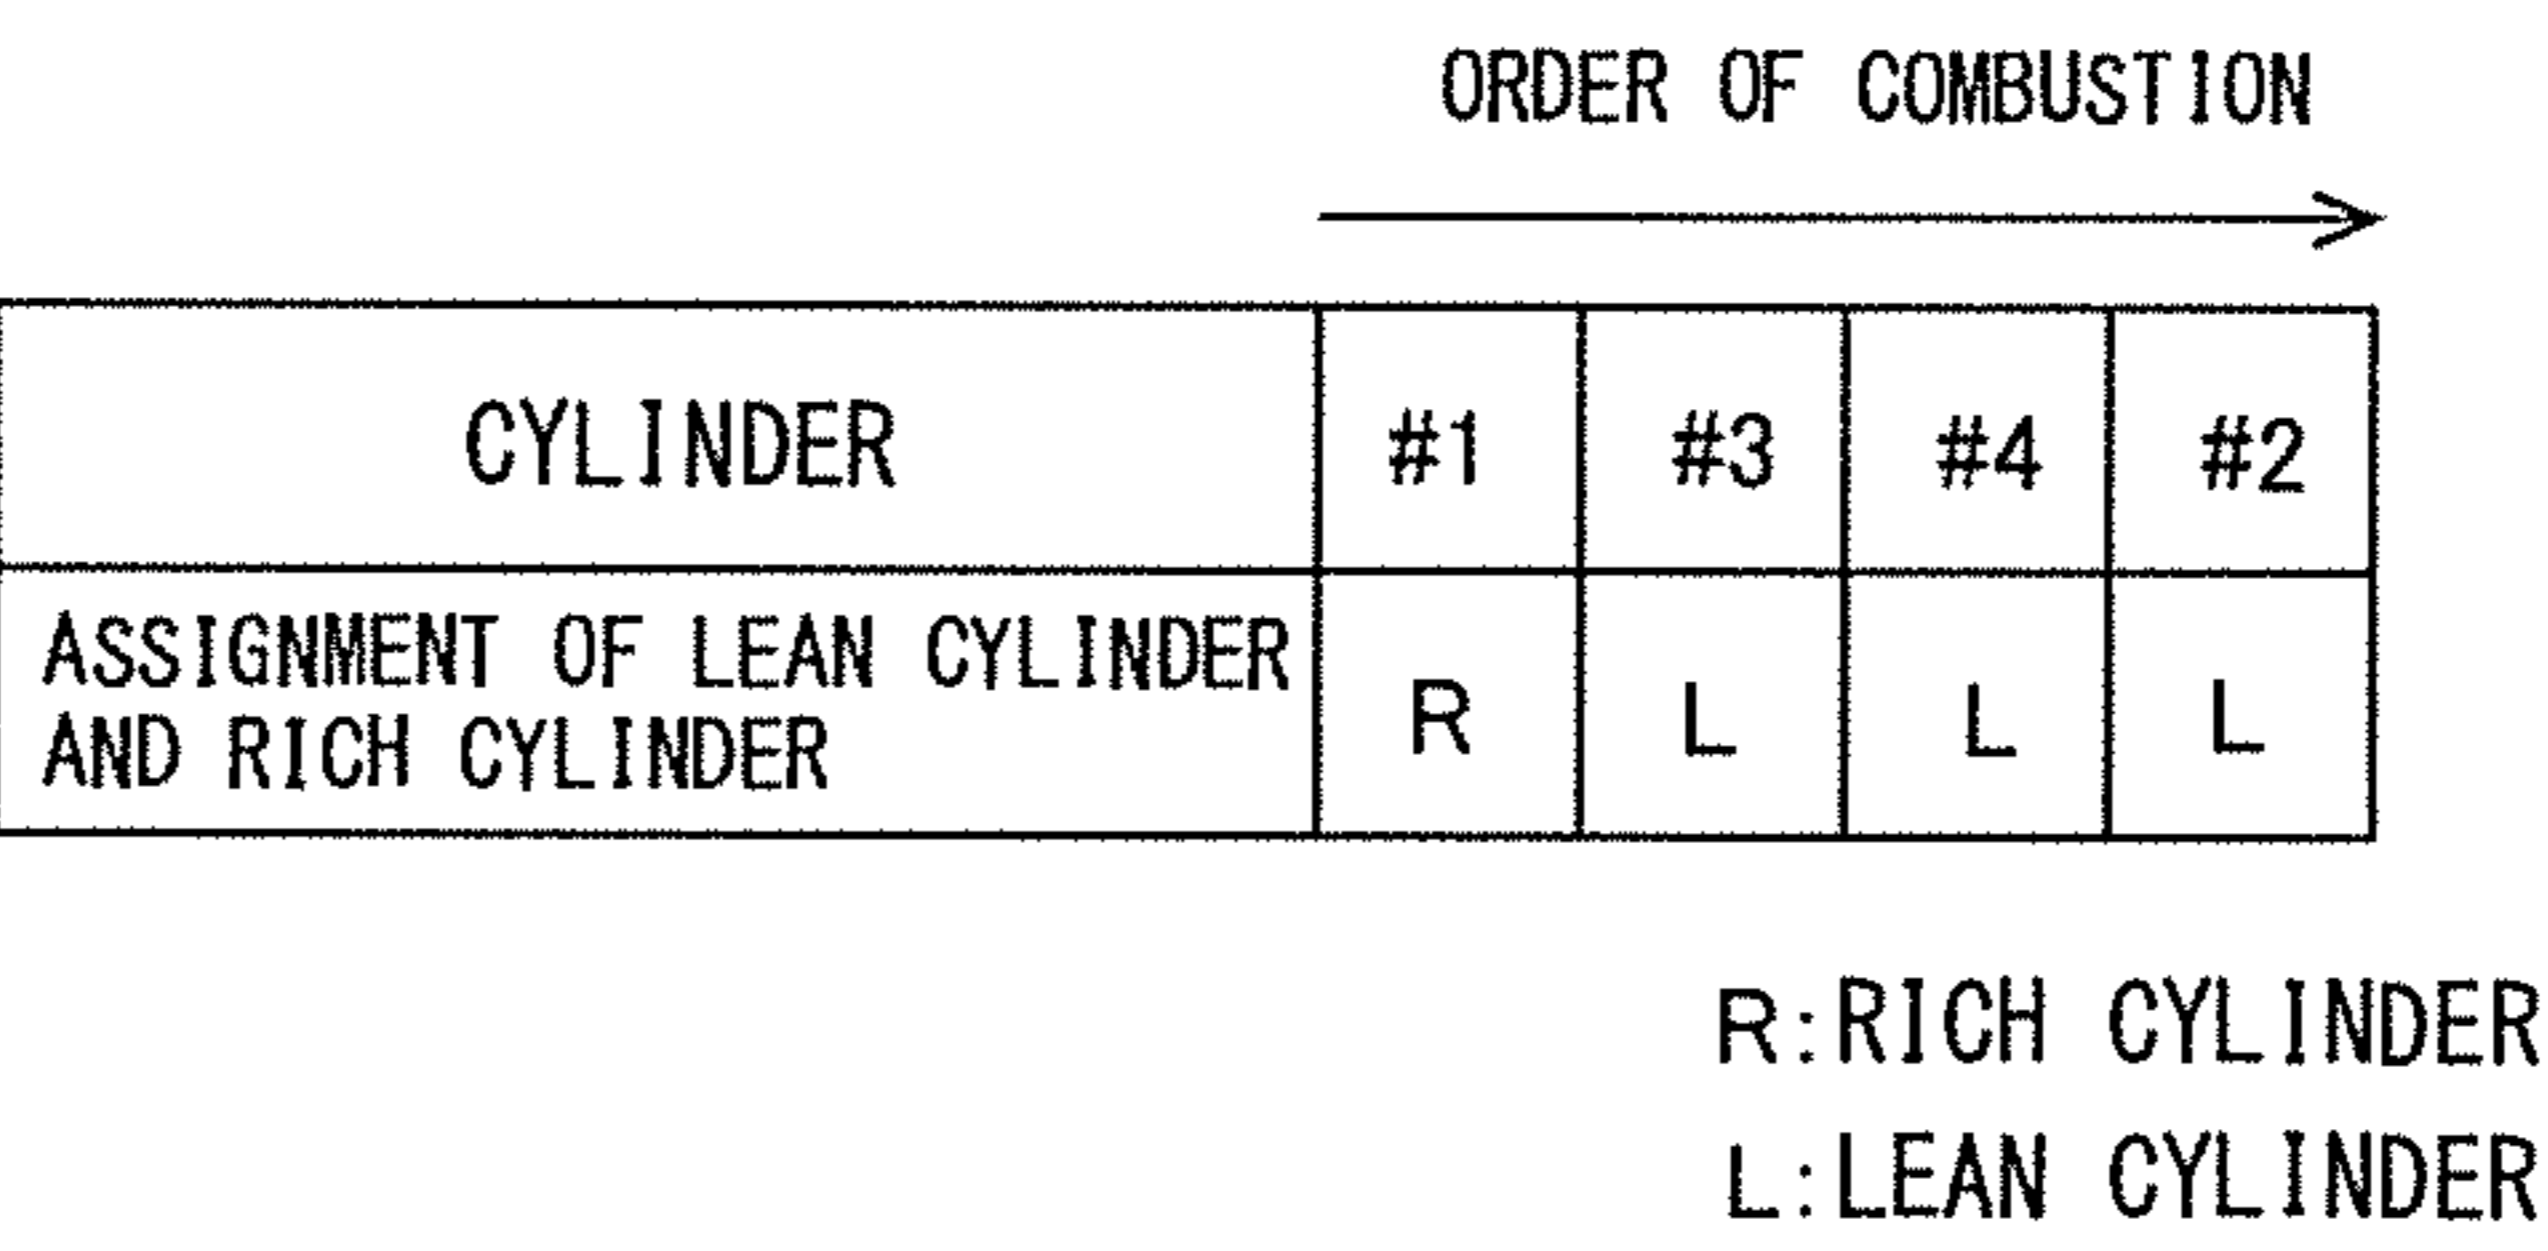 ORDER OF COMBUSTION
CYLINDER #1 #3 #4 #2
ASSIGNMENT OF LEAN CYLINDER
AND RICH CYLINDER R L L L
R:RICH CYLINDER
L:LEAN CYLINDER